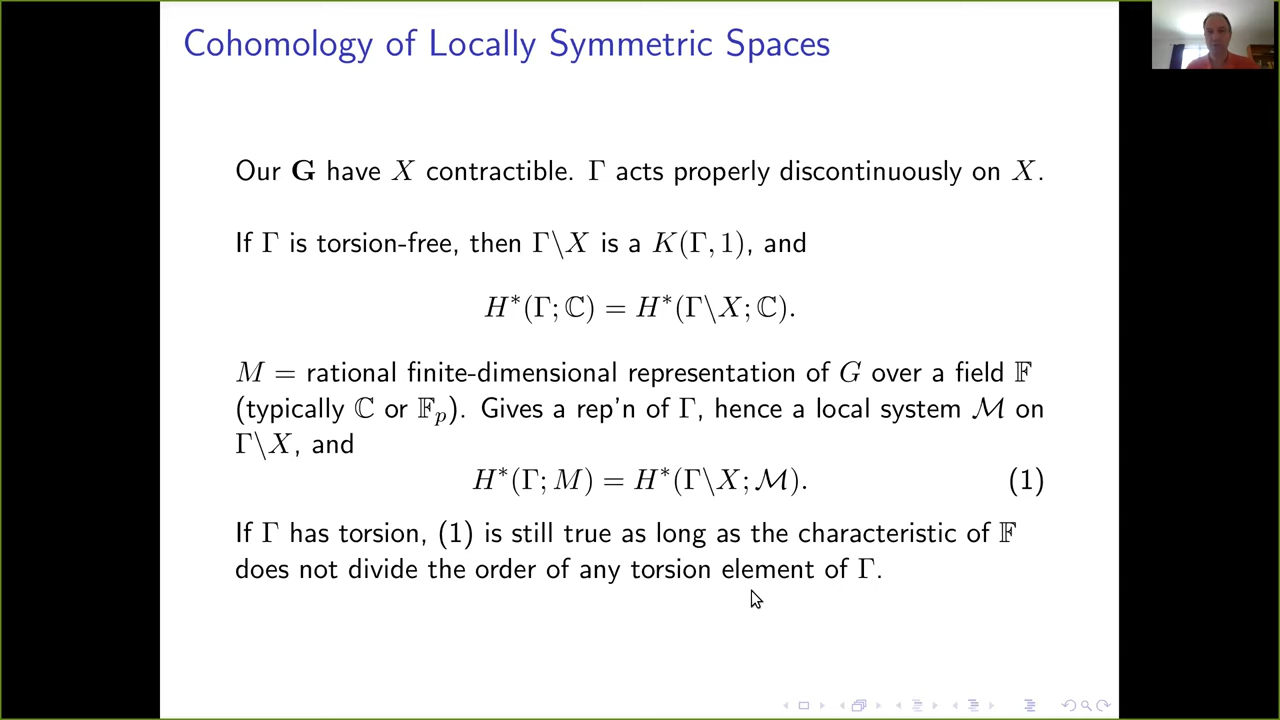 Cohomology of Locally Symmetric Spaces
Our G have X contractible. Γ acts properly discontinuously on X.
If Γ is torsion-free, then Γ\X is a K(Γ, 1), and
H*(Γ; ℂ) = H*(Γ\X; ℂ).
M = rational finite-dimensional representation of G over a field 𝔽
(typically ℂ or 𝔽ₚ). Gives a rep'n of Γ, hence a local system ℳ on
Γ\X, and
H*(Γ; M) = H*(Γ\X; ℳ). (1)
If Γ has torsion, (1) is still true as long as the characteristic of 𝔽
does not divide the order of any torsion element of Γ.